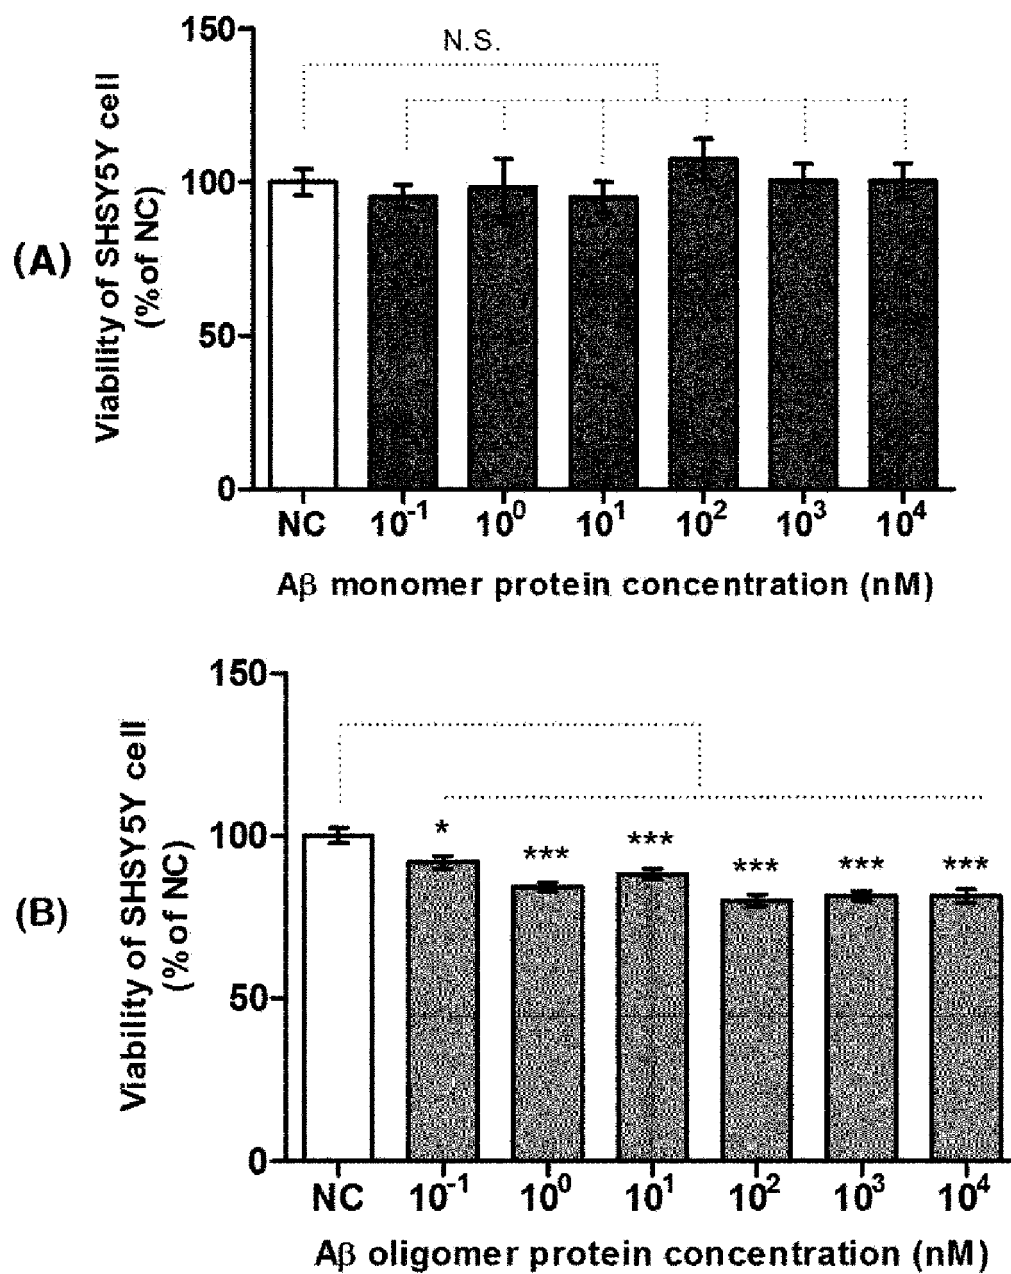 (A)
Viability of SHSY5Y cell
(% of NC)
150
100
50
0
N.S.
NC 10⁻¹ 10⁰ 10¹ 10² 10³ 10⁴
Aβ monomer protein concentration (nM)
(B)
Viability of SHSY5Y cell
(% of NC)
150
100
50
0
* *** *** *** *** ***
NC 10⁻¹ 10⁰ 10¹ 10² 10³ 10⁴
Aβ oligomer protein concentration (nM)